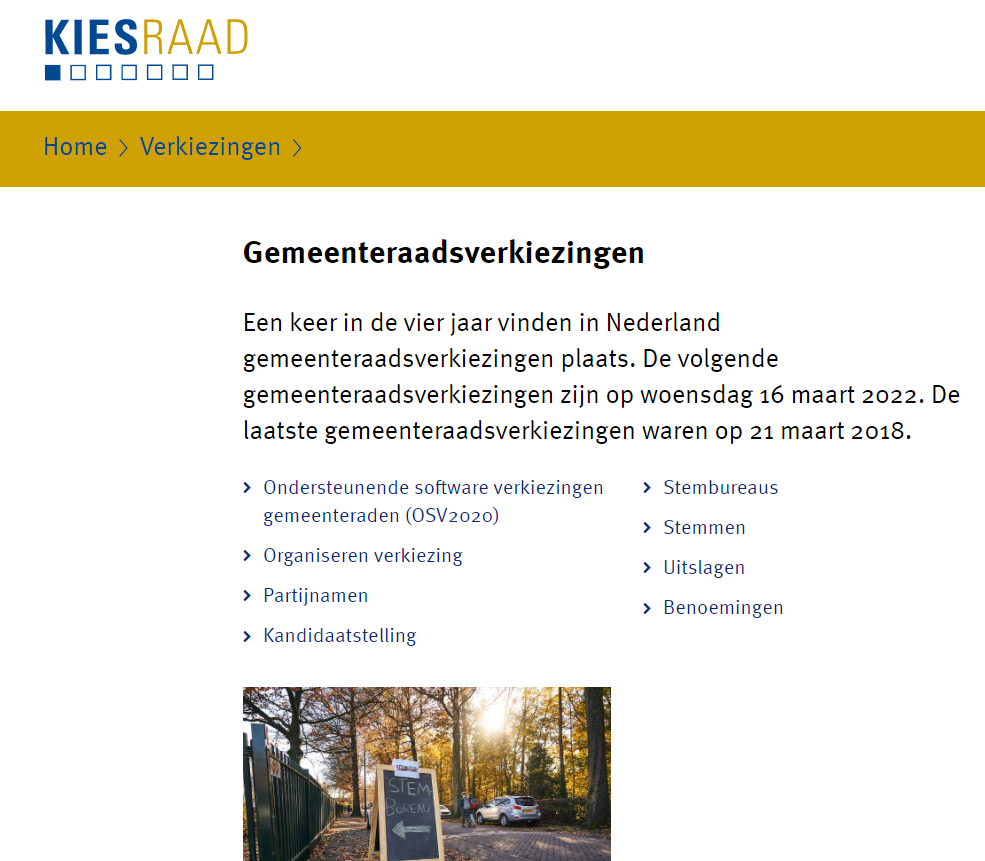 KIESRAAD
Home > Verkiezingen >
Gemeenteraadsverkiezingen
Een keer in de vier jaar vinden in Nederland
gemeenteraadsverkiezingen plaats. De volgende
gemeenteraadsverkiezingen zijn op woensdag 16 maart 2022. De
laatste gemeenteraadsverkiezingen waren op 21 maart 2018.
Ondersteunende software verkiezingen
gemeenteraden (OSV2020)
Organiseren verkiezing
Partijnamen
Kandidaatstelling
Stembureaus
Stemmen
Uitslagen
Benoemingen
STEM
BUREAU